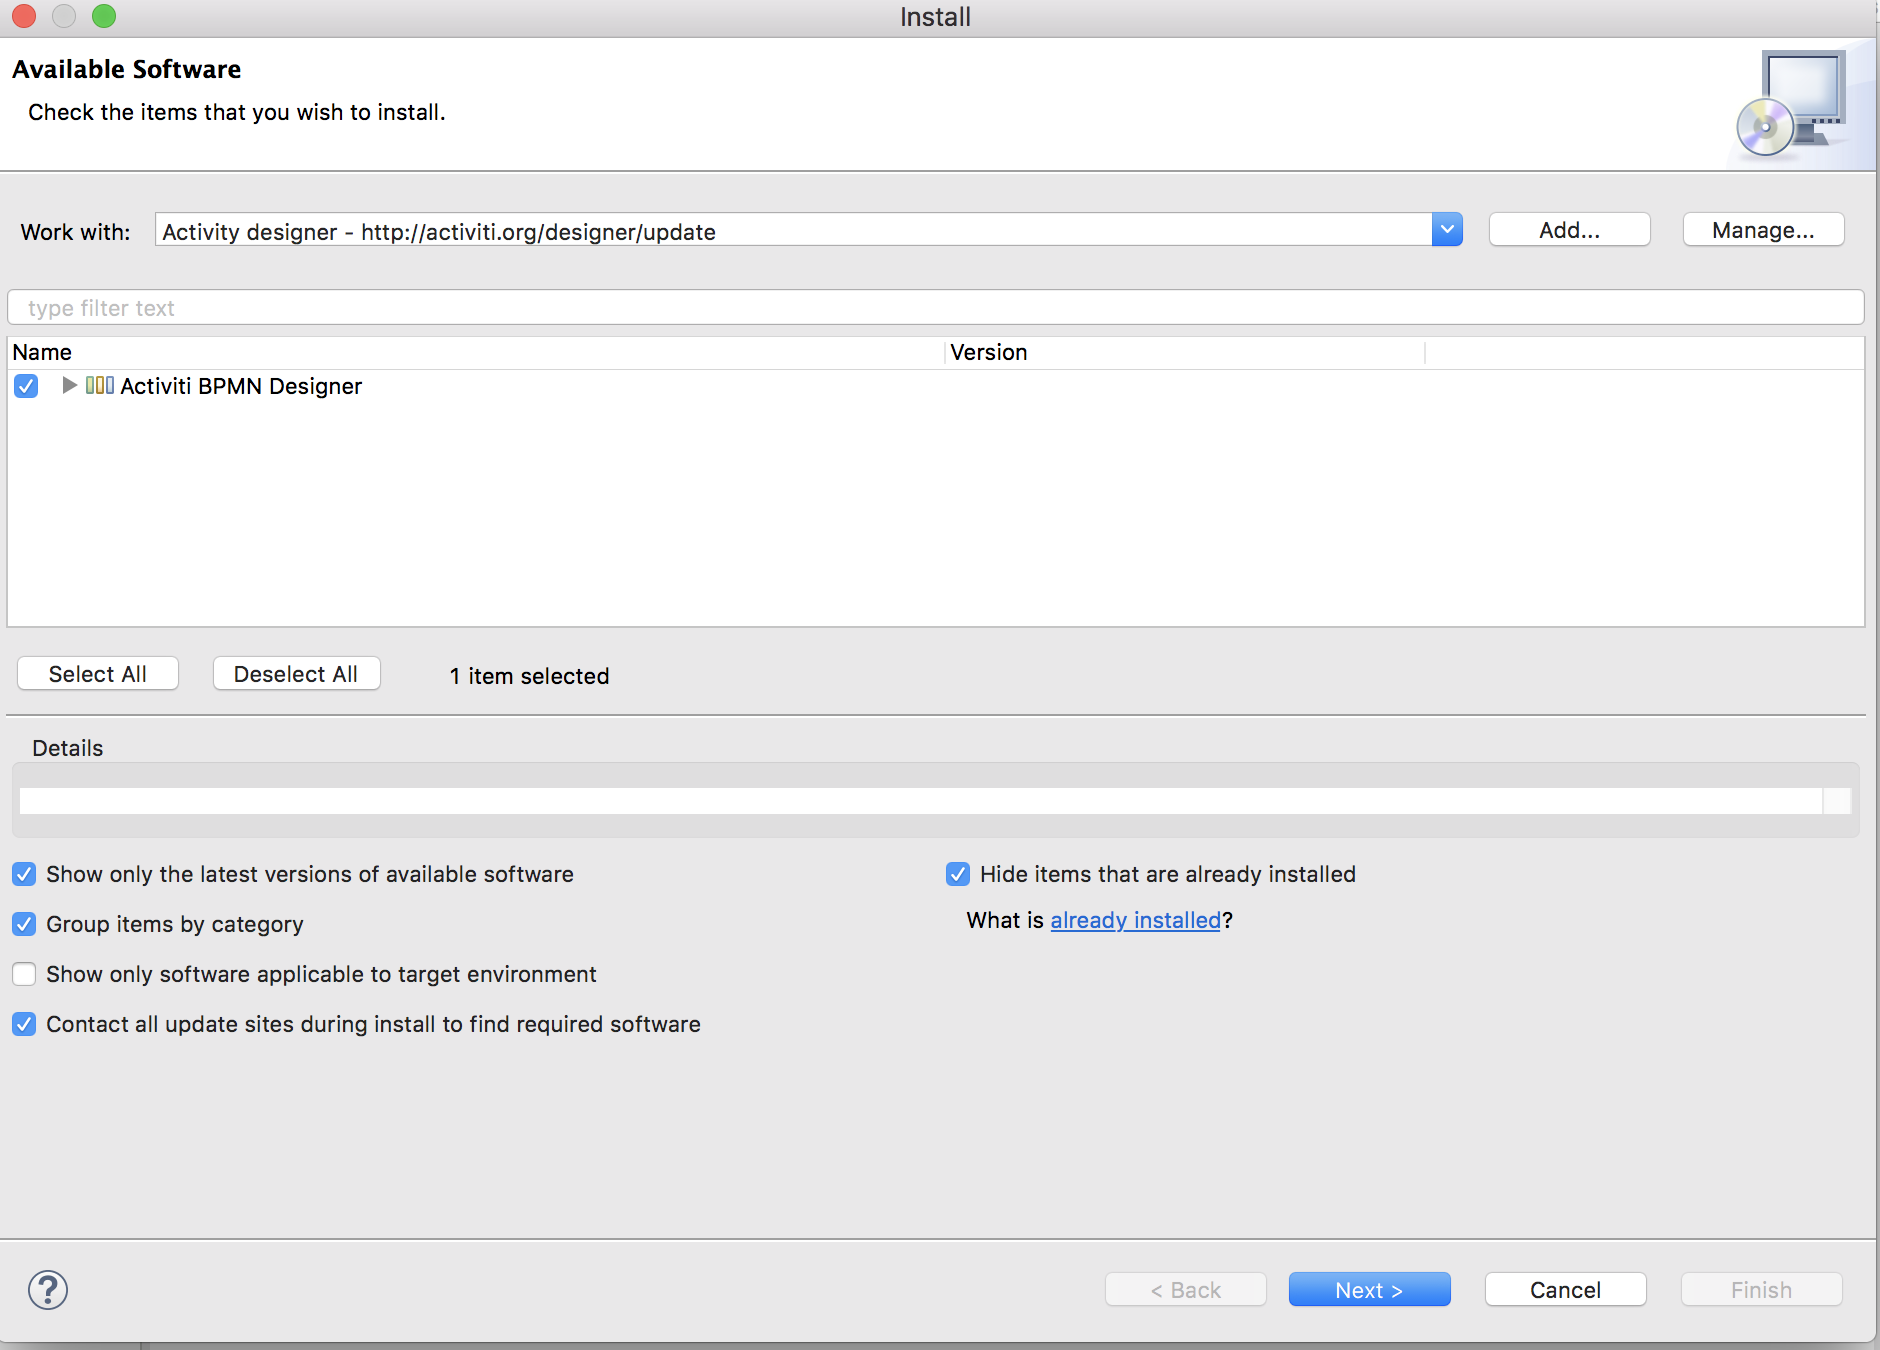 Install
Available Software
Check the items that you wish to install.
Work with: Activity designer - http://activiti.org/designer/update Add... Manage...
type filter text
Name Version
Activiti BPMN Designer
Select All Deselect All 1 item selected
Details
Show only the latest versions of available software Hide items that are already installed
Group items by category What is already installed?
Show only software applicable to target environment
Contact all update sites during install to find required software
? < Back Next > Cancel Finish